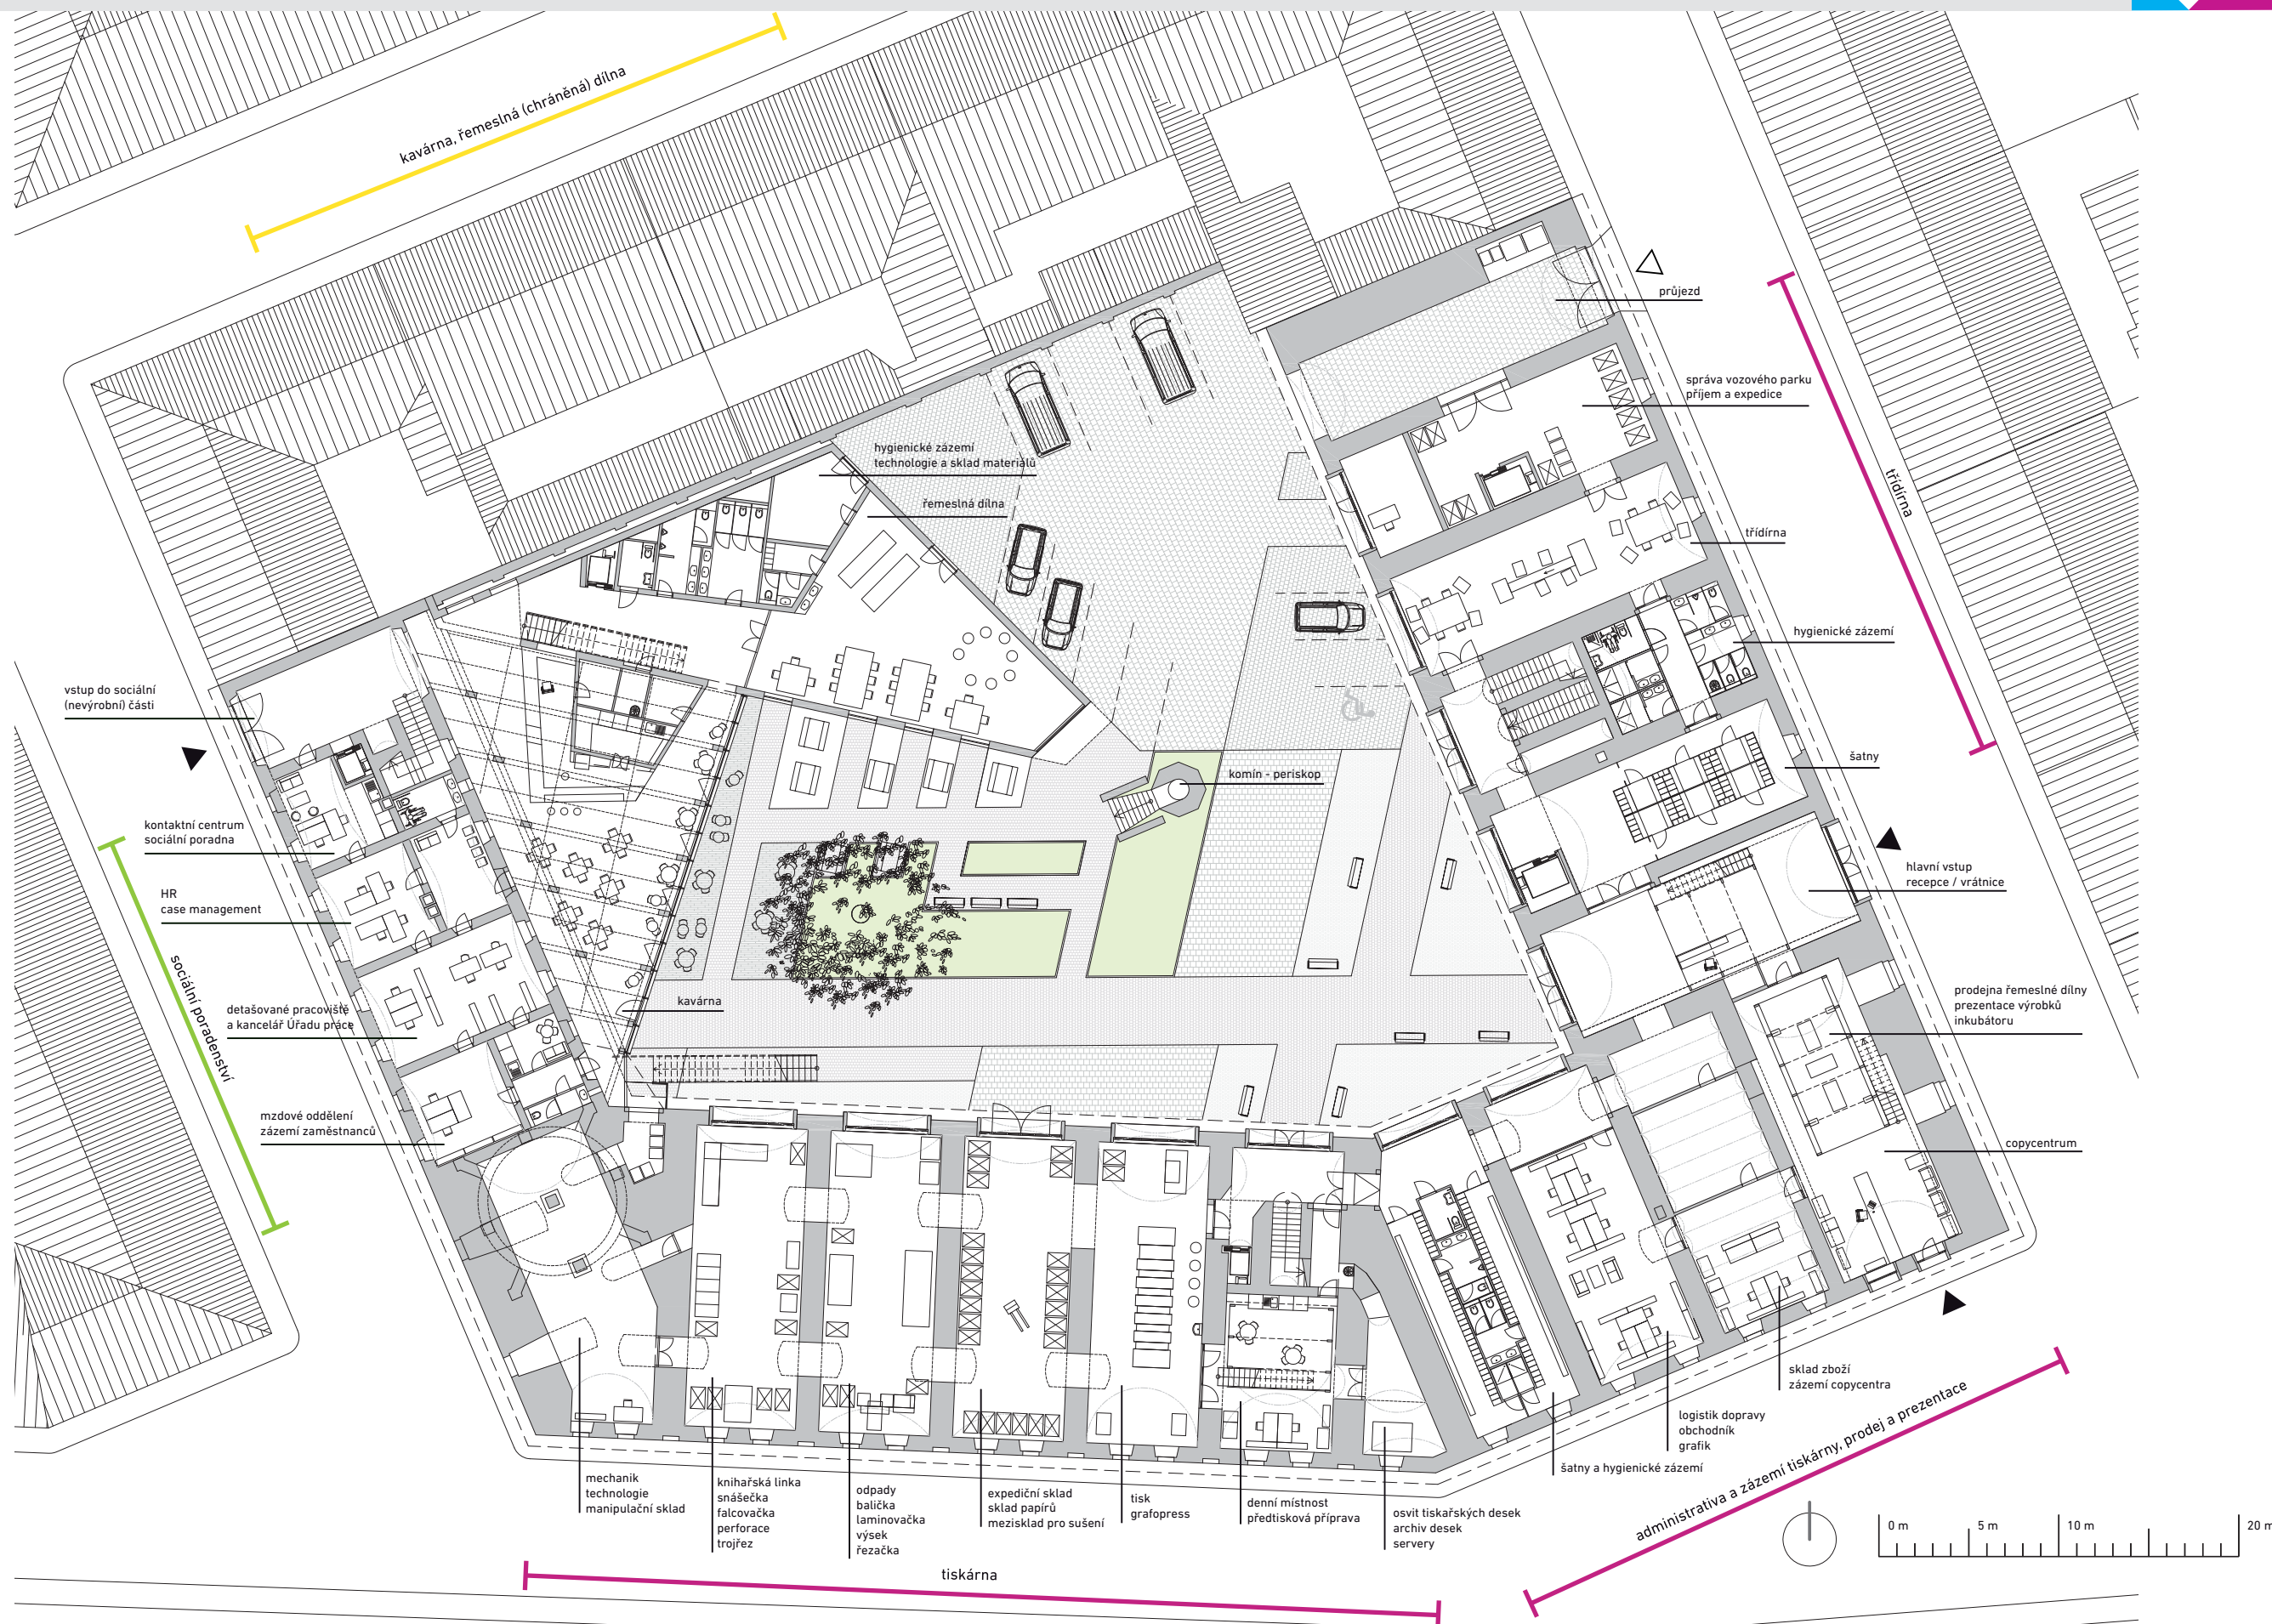 kavárna, řemeslná (chráněná) dílna
průjezd
správa vozového parku
příjem a expedice
hygienické zázemí
technologie a sklad materiálů
řemeslná dílna
třídírna
třídírna
hygienické zázemí
vstup do sociální
(nevýrobní) části
šatny
komín - periskop
kontaktní centrum
sociální poradna
hlavní vstup
recepce / vrátnice
HR
case management
sociální poradenství
kavárna
prodejna řemeslné dílny
prezentace výrobků
inkubátoru
detašované pracoviště
a kancelář Úřadu práce
mzdové oddělení
zázemí zaměstnanců
copycentrum
sklad zboží
zázemí copycentra
logistik dopravy
obchodník
grafik
šatny a hygienické zázemí
administrativa a zázemí tiskárny, prodej a prezentace
mechanik
technologie
manipulační sklad
knihařská linka
snášečka
falcovačka
perforace
trojřez
odpady
balička
laminovačka
výsek
řezačka
expediční sklad
sklad papírů
mezisklad pro sušení
tisk
grafopress
denní místnost
předtisková příprava
osvit tiskařských desek
archiv desek
servery
0 m
5 m
10 m
20 m
tiskárna